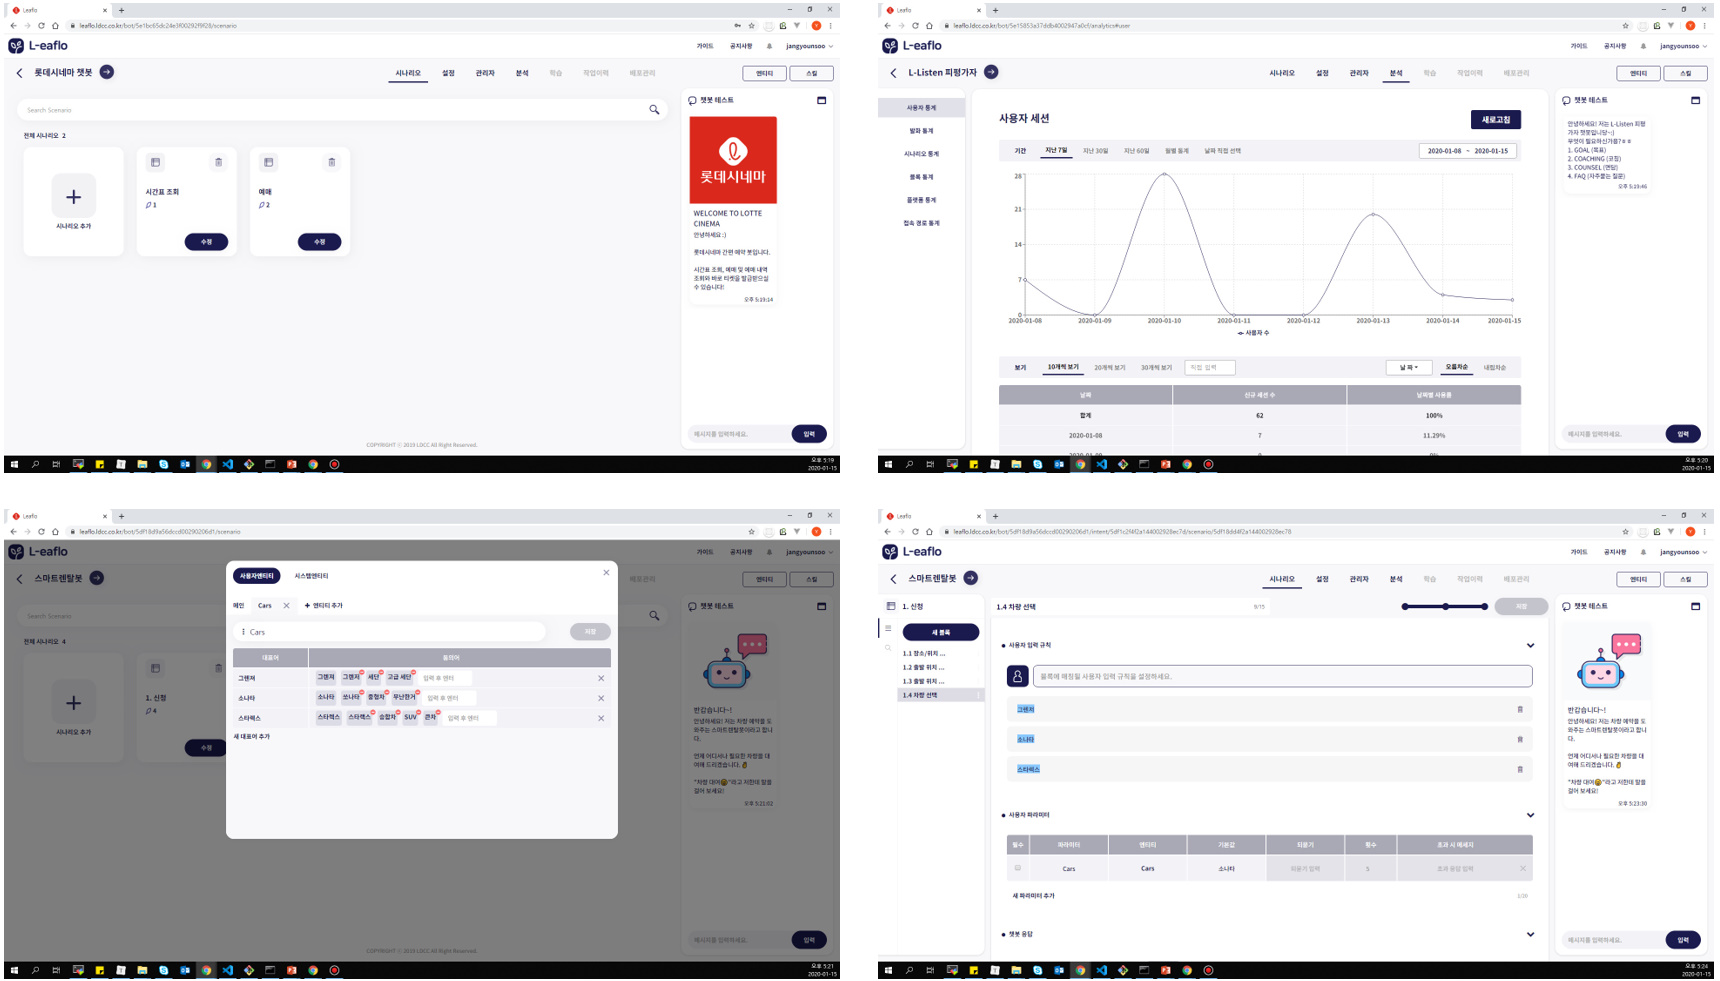 Leaflo
leaflo.ldcc.co.kr/bot/5e1bc65dc24e3f00292f9f28/scenario
L-eaflo
가이드 공지사항 jangyounsoo
롯데시네마 챗봇
시나리오 설정 관리자 분석 학습 작업이력 배포관리
엔티티 스킬
Search Scenario
전체 시나리오 2
시나리오 추가
시간표 조회
1
수정
예매
2
수정
챗봇 테스트
롯데시네마
WELCOME TO LOTTE
CINEMA
안녕하세요:)
롯데시네마 간편 예약 봇입니다.
시간표 조회, 예매 및 예매 내역
조회와 바로 티켓을 발급받으실
수 있습니다!
오후 5:19:14
메시지를 입력하세요.
입력
COPYRIGHT ⓒ 2019 LDCC All Right Reserved.
오후 5:19
2020-01-15
Leaflo
leaflo.ldcc.co.kr/bot/5e15853e37ddb4002947a0cf/analytics#user
L-eaflo
가이드 공지사항 jangyounsoo
L-Listen 피평가자
시나리오 설정 관리자 분석 학습 작업이력 배포관리
엔티티 스킬
사용자 통계
발화 통계
시나리오 통계
블록 통계
플랫폼 통계
접속 경로 통계
사용자 세션
새로고침
기간 지난 7일 지난 30일 지난 60일 월별 통계 날짜 직접 선택
2020-01-08 ~ 2020-01-15
28
21
14
7
0
2020-01-08 2020-01-09 2020-01-10 2020-01-11 2020-01-12 2020-01-13 2020-01-14 2020-01-15
사용자 수
보기 10개씩 보기 20개씩 보기 30개씩 보기 직접 입력
날짜 오름차순 내림차순
날짜 신규 세션 수 날짜별 사용률
합계 62 100%
2020-01-08 7 11.29%
2020-01-09 0 0%
챗봇 테스트
안녕하세요! 저는 L-Listen 피평
가자 챗봇입니당~:)
무엇이 필요하신가용?ㅎㅎ
1. GOAL (목표)
2. COACHING (코칭)
3. COUNSEL (면담)
4. FAQ (자주묻는 질문)
오후 5:19:46
메시지를 입력하세요.
입력
오후 5:20
2020-01-15
Leaflo
leaflo.ldcc.co.kr/bot/5df18d9a56dccd00290206d1/scenario
L-eaflo
가이드 공지사항 jangyounsoo
스마트렌탈봇
배포관리
엔티티 스킬
Search Scenario
전체 시나리오 4
시나리오 추가
1. 신청
4
수정
사용자엔티티 시스템엔티티
메인 Cars + 엔티티 추가
Cars
저장
대표어 동의어
그랜져 그랜져 그렌저 세단 고급 세단 입력 후 엔터
소나타 소나타 쏘나타 중형차 무난한거 입력 후 엔터
스타렉스 스타렉스 스타랙스 승합차 SUV 큰차 입력 후 엔터
새 대표어 추가
챗봇 테스트
반갑습니다~!
안녕하세요! 저는 차량 예약을 도
와주는 스마트렌탈봇이라고 합니
다.
언제 어디서나 필요한 차량을 대
여해 드리겠습니다.
"차량 대여"라고 저한테 말을
걸어 보세요!
오후 5:21:02
메시지를 입력하세요.
입력
COPYRIGHT ⓒ 2019 LDCC All Right Reserved.
오후 5:21
2020-01-15
Leaflo
leaflo.ldcc.co.kr/bot/5df18d9a56dccd00290206d1/intent/5df1c2f4f2a144002928ec7d/scenario/5df18dd4f2a144002928ec78
L-eaflo
가이드 공지사항 jangyounsoo
스마트렌탈봇
시나리오 설정 관리자 분석 학습 작업이력 배포관리
엔티티 스킬
1. 신청
새 블록
1.1 장소/위치 ...
1.2 출발 위치 ...
1.3 출발 위치 ...
1.4 차량 선택
1.4 차량 선택
9/15
저장
사용자 입력 규칙
블록에 매칭될 사용자 입력 규칙을 설정하세요.
그랜져
소나타
스타렉스
사용자 파라미터
필수 파라미터 엔티티 기본값 되묻기 횟수 초과 시 메세지
Cars Cars 소나타 되묻기 입력 5 초과 응답 입력
새 파라미터 추가
1/20
챗봇 응답
챗봇 테스트
반갑습니다~!
안녕하세요! 저는 차량 예약을 도
와주는 스마트렌탈봇이라고 합니
다.
언제 어디서나 필요한 차량을 대
여해 드리겠습니다.
"차량 대여"라고 저한테 말을
걸어 보세요!
오후 5:23:30
메시지를 입력하세요.
입력
오후 5:24
2020-01-15